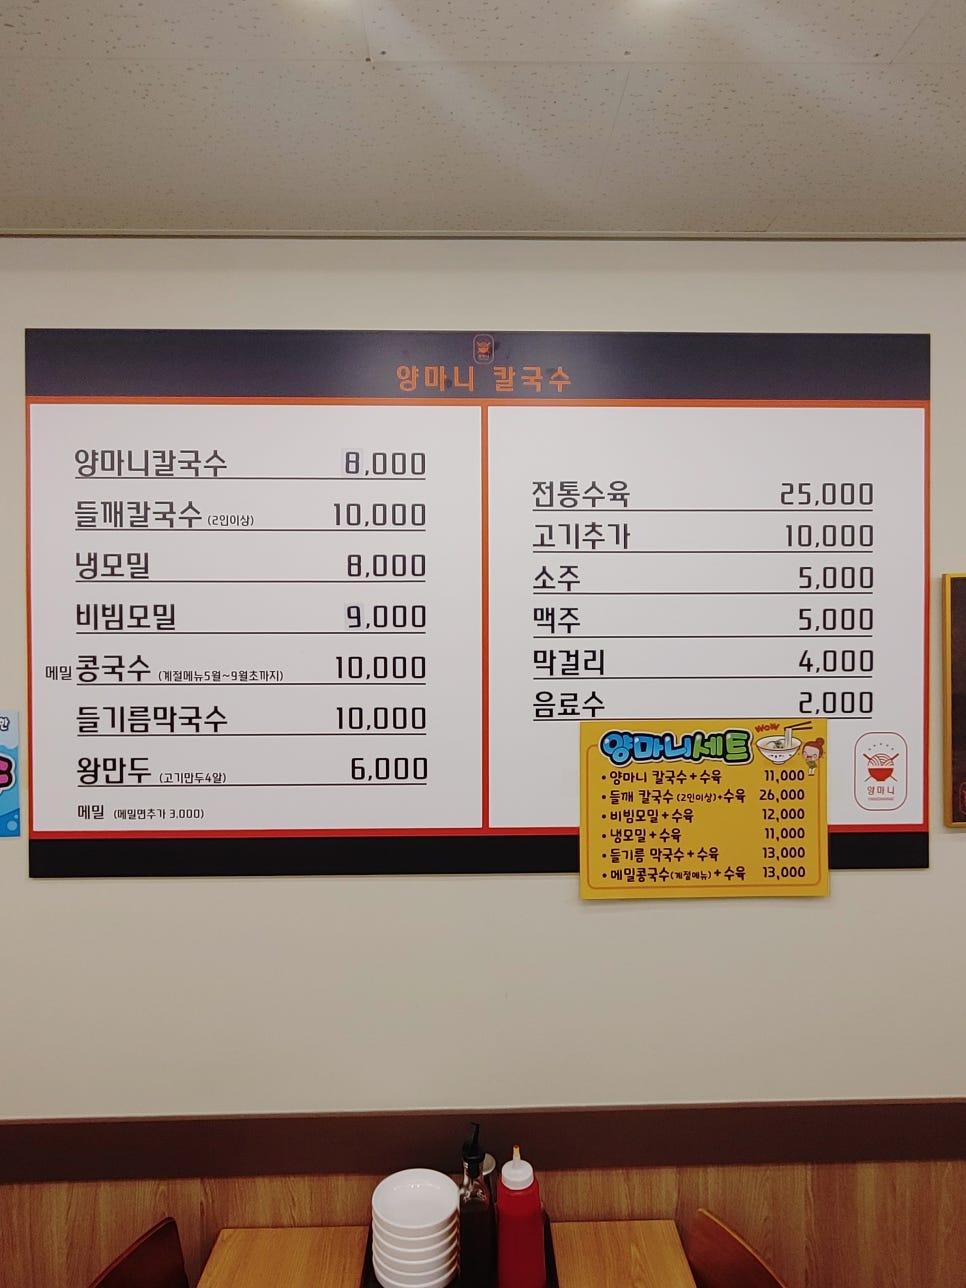 양마니 칼국수
양마니칼국수 8,000
들깨칼국수 (2인이상) 10,000
냉모밀 8,000
비빔모밀 9,000
메밀 콩국수 (계절메뉴5월~9월초까지) 10,000
들기름막국수 10,000
왕만두 (고기만두4알) 6,000
메밀 (메밀면추가 3,000)
전통수육 25,000
고기추가 10,000
소주 5,000
맥주 5,000
막걸리 4,000
음료수 2,000
양마니세트 WOW
• 양마니 칼국수+수육 11,000
• 들깨 칼국수 (2인이상)+수육 26,000
• 비빔모밀+수육 12,000
• 냉모밀+수육 11,000
• 들기름 막국수+수육 13,000
• 메밀콩국수(계절메뉴)+수육 13,000
양마니